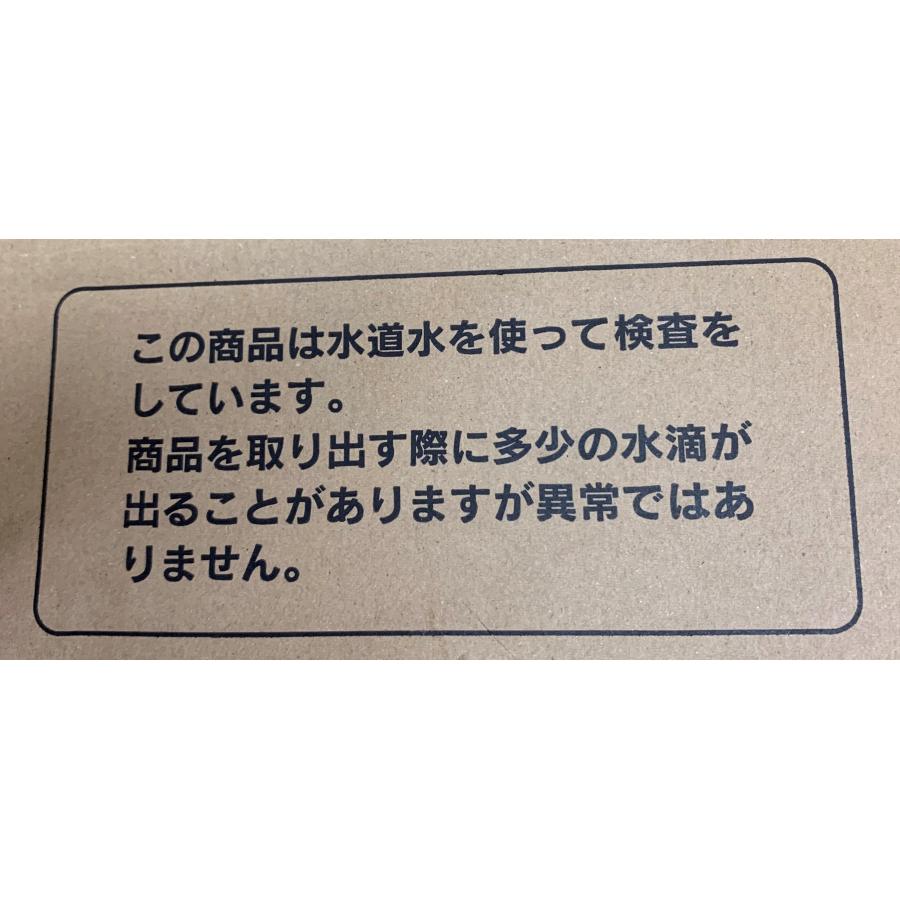 この商品は水道水を使って検査を
しています。
商品を取り出す際に多少の水滴が
出ることがありますが異常ではあ
りません。